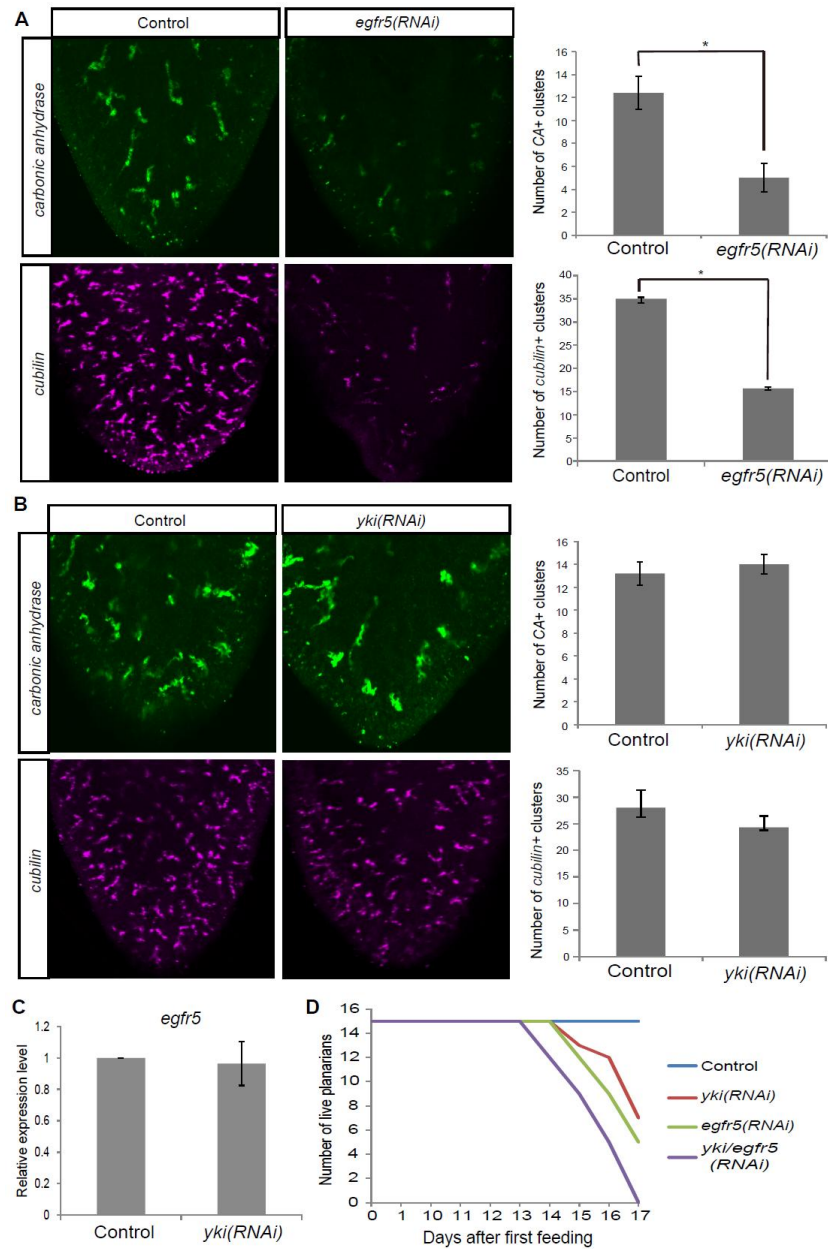 A
Control
egfr5(RNAi)
carbonic anhydrase
cubilin
Number of CA+ clusters
16
14
12
10
8
6
4
2
0
*
Control
egfr5(RNAi)
Number of cubilin+ clusters
40
35
30
25
20
15
10
5
0
*
Control
egfr5(RNAi)
B
Control
yki(RNAi)
carbonic anhydrase
cubilin
Number of CA+ clusters
16
14
12
10
8
6
4
2
0
Control
yki(RNAi)
Number of cubilin+ clusters
35
30
25
20
15
10
5
0
Control
yki(RNAi)
C
egfr5
Relative expression level
1.2
1
0.8
0.6
0.4
0.2
0
Control
yki(RNAi)
D
Number of live planarians
16
14
12
10
8
6
4
2
0
0 1 10 11 12 13 14 15 16 17
Days after first feeding
Control
yki(RNAi)
egfr5(RNAi)
yki/egfr5
(RNAi)